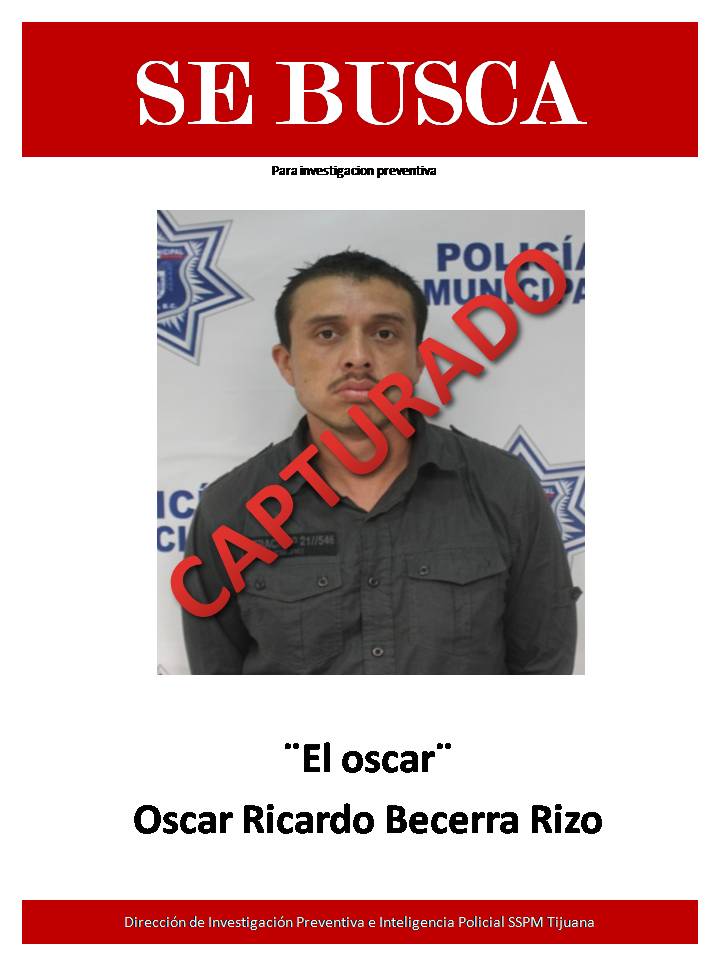 SE BUSCA
Para investigacion preventiva
POLICÍA
MUNICIPA
CAPTURADO
¨El oscar¨
Oscar Ricardo Becerra Rizo
Dirección de Investigación Preventiva e Inteligencia Policial SSPM Tijuana